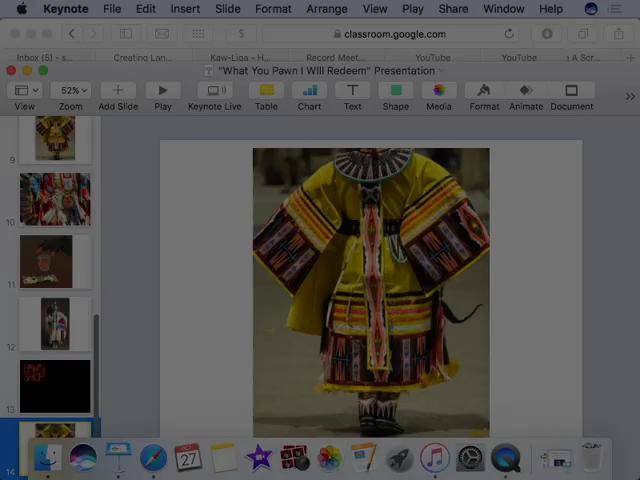 Keynote File Edit Insert Slide Format Arrange View Play Share Window Help
classroom.google.com
Inbox (5) - s... Creating Lan... Kaw-Liga - H... Record Meet... YouTube YouTube
"What You Pawn I Will Redeem" Presentation
52%
View Zoom Add Slide Play Keynote Live Table Chart Text Shape Media Format Animate Document
9
10
11
12
13
14
OCT
27